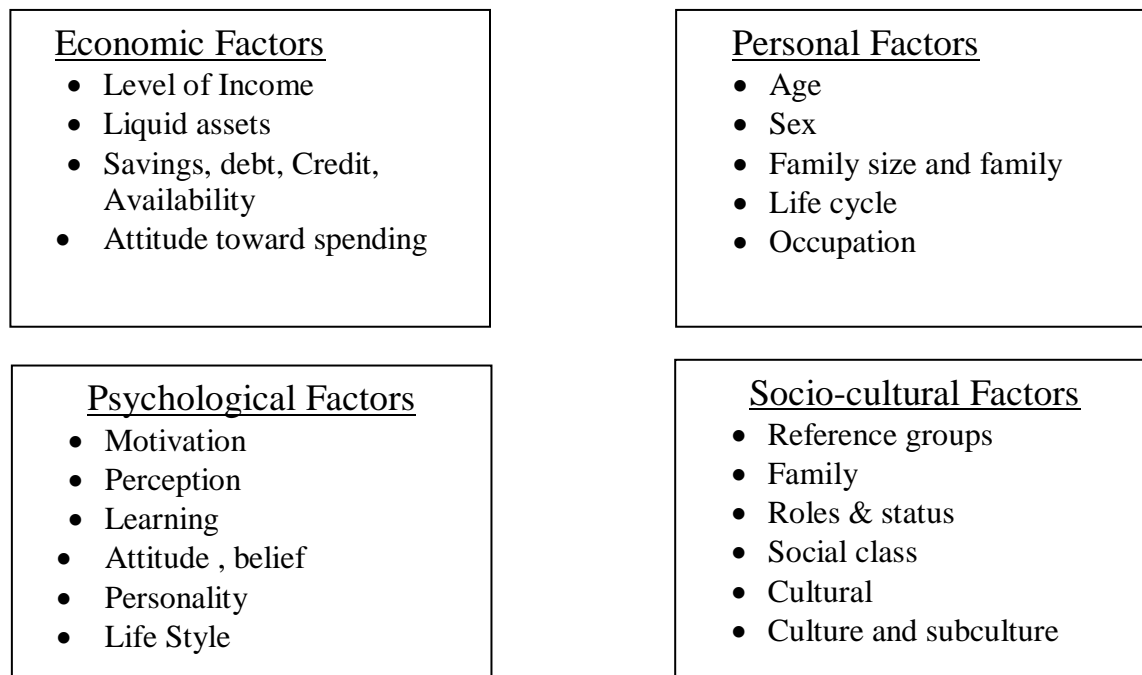 Economic Factors
• Level of Income
• Liquid assets
• Savings, debt, Credit,
Availability
• Attitude toward spending
Personal Factors
• Age
• Sex
• Family size and family
• Life cycle
• Occupation
Psychological Factors
• Motivation
• Perception
• Learning
• Attitude , belief
• Personality
• Life Style
Socio-cultural Factors
• Reference groups
• Family
• Roles & status
• Social class
• Cultural
• Culture and subculture